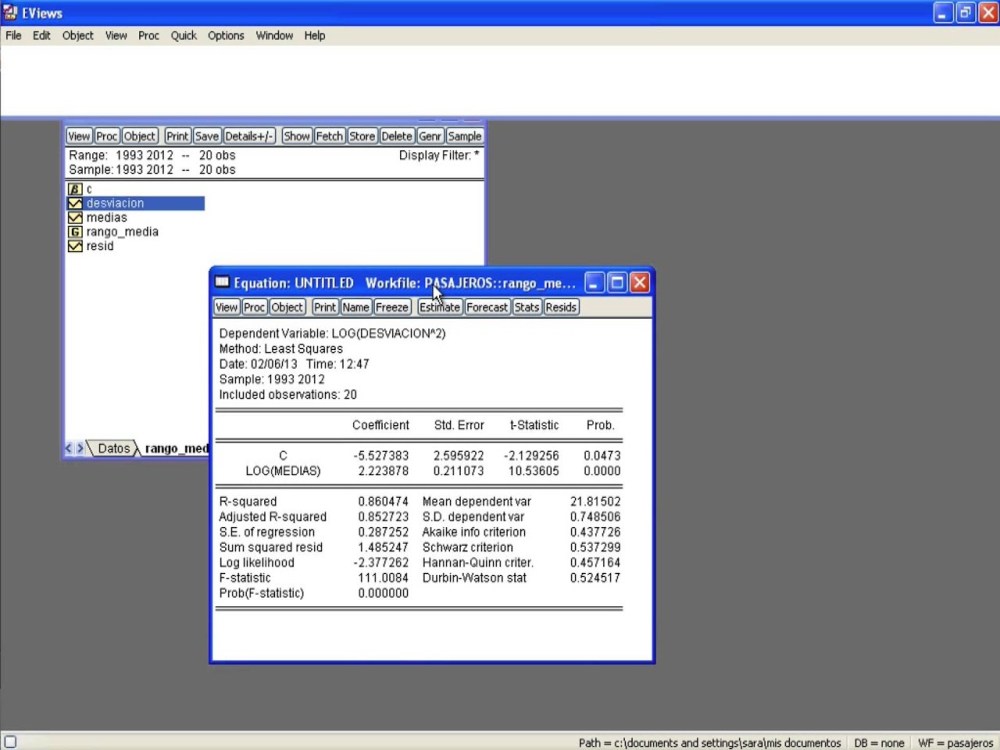 EViews
File Edit Object View Proc Quick Options Window Help
View Proc Object Print Save Details+/- Show Fetch Store Delete Genr Sample
Range: 1993 2012 -- 20 obs Display Filter: *
Sample: 1993 2012 -- 20 obs
c
desviacion
medias
rango_media
resid
Datos rango_med
Equation: UNTITLED Workfile: PASAJEROS::rango_me...
View Proc Object Print Name Freeze Estimate Forecast Stats Resids
Dependent Variable: LOG(DESVIACION^2)
Method: Least Squares
Date: 02/06/13 Time: 12:47
Sample: 1993 2012
Included observations: 20
Coefficient Std. Error t-Statistic Prob.
C -5.527383 2.595922 -2.129256 0.0473
LOG(MEDIAS) 2.223878 0.211073 10.53605 0.0000
R-squared 0.860474 Mean dependent var 21.81502
Adjusted R-squared 0.852723 S.D. dependent var 0.748506
S.E. of regression 0.287252 Akaike info criterion 0.437726
Sum squared resid 1.485247 Schwarz criterion 0.537299
Log likelihood -2.377262 Hannan-Quinn criter. 0.457164
F-statistic 111.0084 Durbin-Watson stat 0.524517
Prob(F-statistic) 0.000000
Path = c:\documents and settings\sara\mis documentos DB = none WF = pasajeros